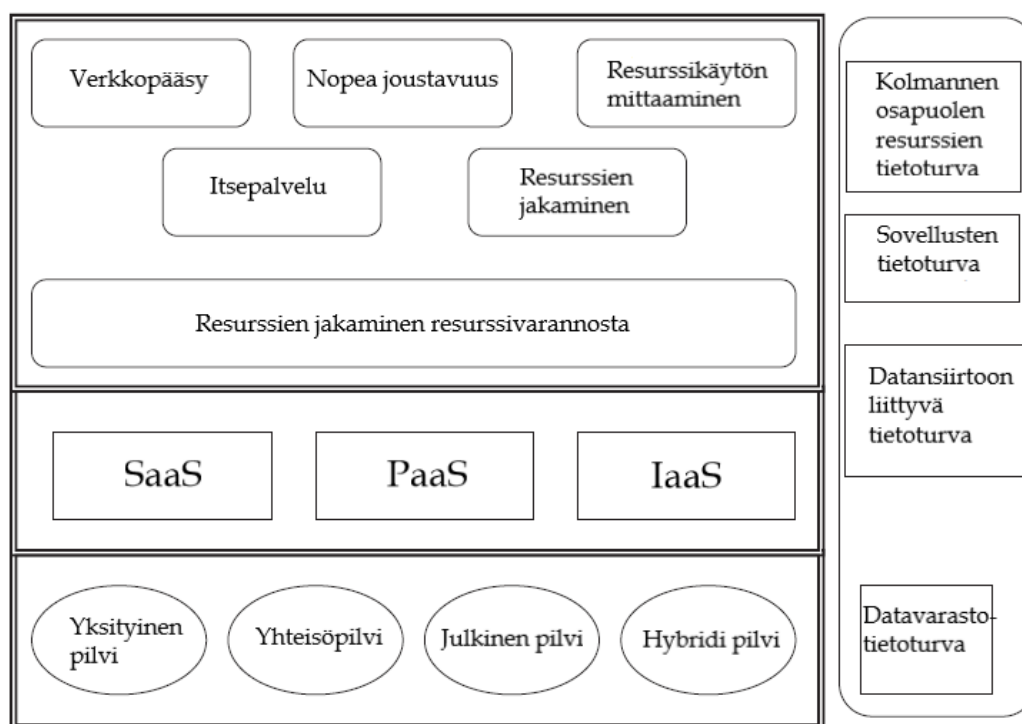 Verkkopääsy
Nopea joustavuus
Resurssikäytön
mittaaminen
Itsepalvelu
Resurssien
jakaminen
Resurssien jakaminen resurssivarannosta
SaaS
PaaS
IaaS
Yksityinen
pilvi
Yhteisöpilvi
Julkinen pilvi
Hybridi pilvi
Kolmannen
osapuolen
resurssien
tietoturva
Sovellusten
tietoturva
Datansiirtoon
liittyvä
tietoturva
Datavarasto-
tietoturva